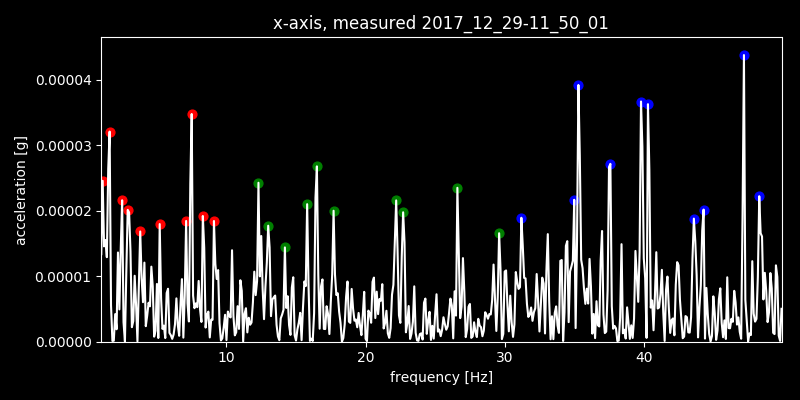 x-axis, measured 2017_12_29-11_50_01
acceleration [g]
0.00004
0.00003
0.00002
0.00001
0.00000
10 20 30 40
frequency [Hz]